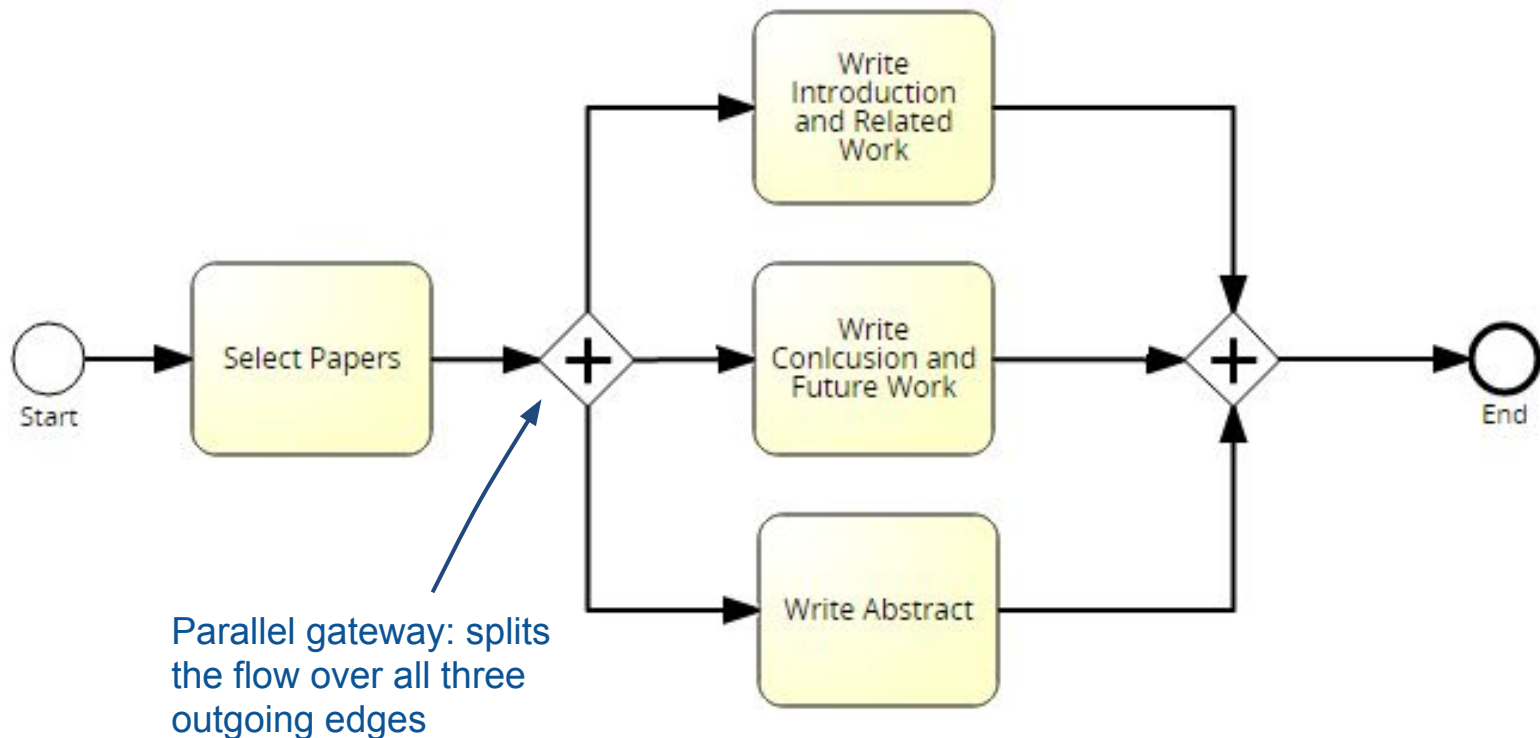 Write
Introduction
and Related
Work
Start
Select Papers
Write
Conlcusion and
Future Work
End
Write Abstract
Parallel gateway: splits
the flow over all three
outgoing edges